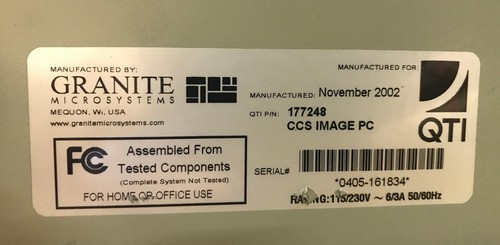 MANUFACTURED BY:
GRANITE
MICROSYSTEMS
MEQUON, WI, USA
www.granitemicrosystems.com
MANUFACTURED FOR:
MANUFACTURED: November 2002
QTI P/N: 177248
CCS IMAGE PC
QTI
FC
Assembled From
Tested Components
(Complete System Not Tested)
FOR HOME OR OFFICE USE
SERIAL# *0405-161834*
RATING: 115/230V ~ 6/3A 50/60Hz